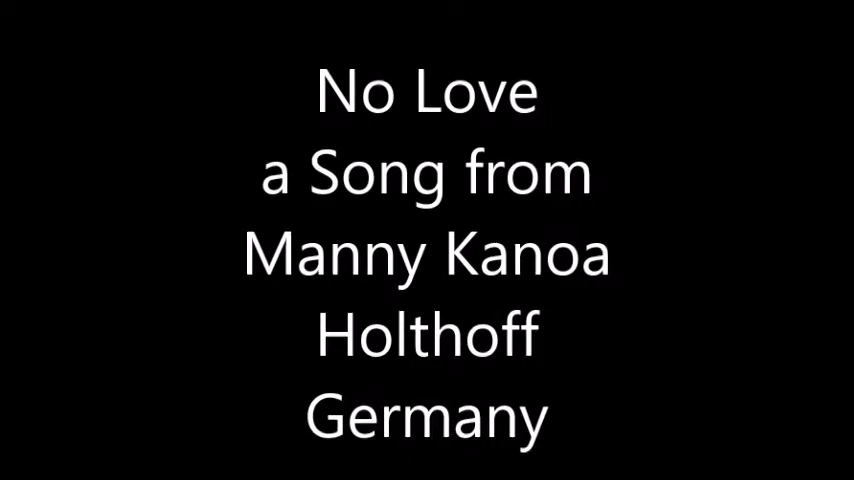 No Love
a Song from
Manny Kanoa
Holthoff
Germany